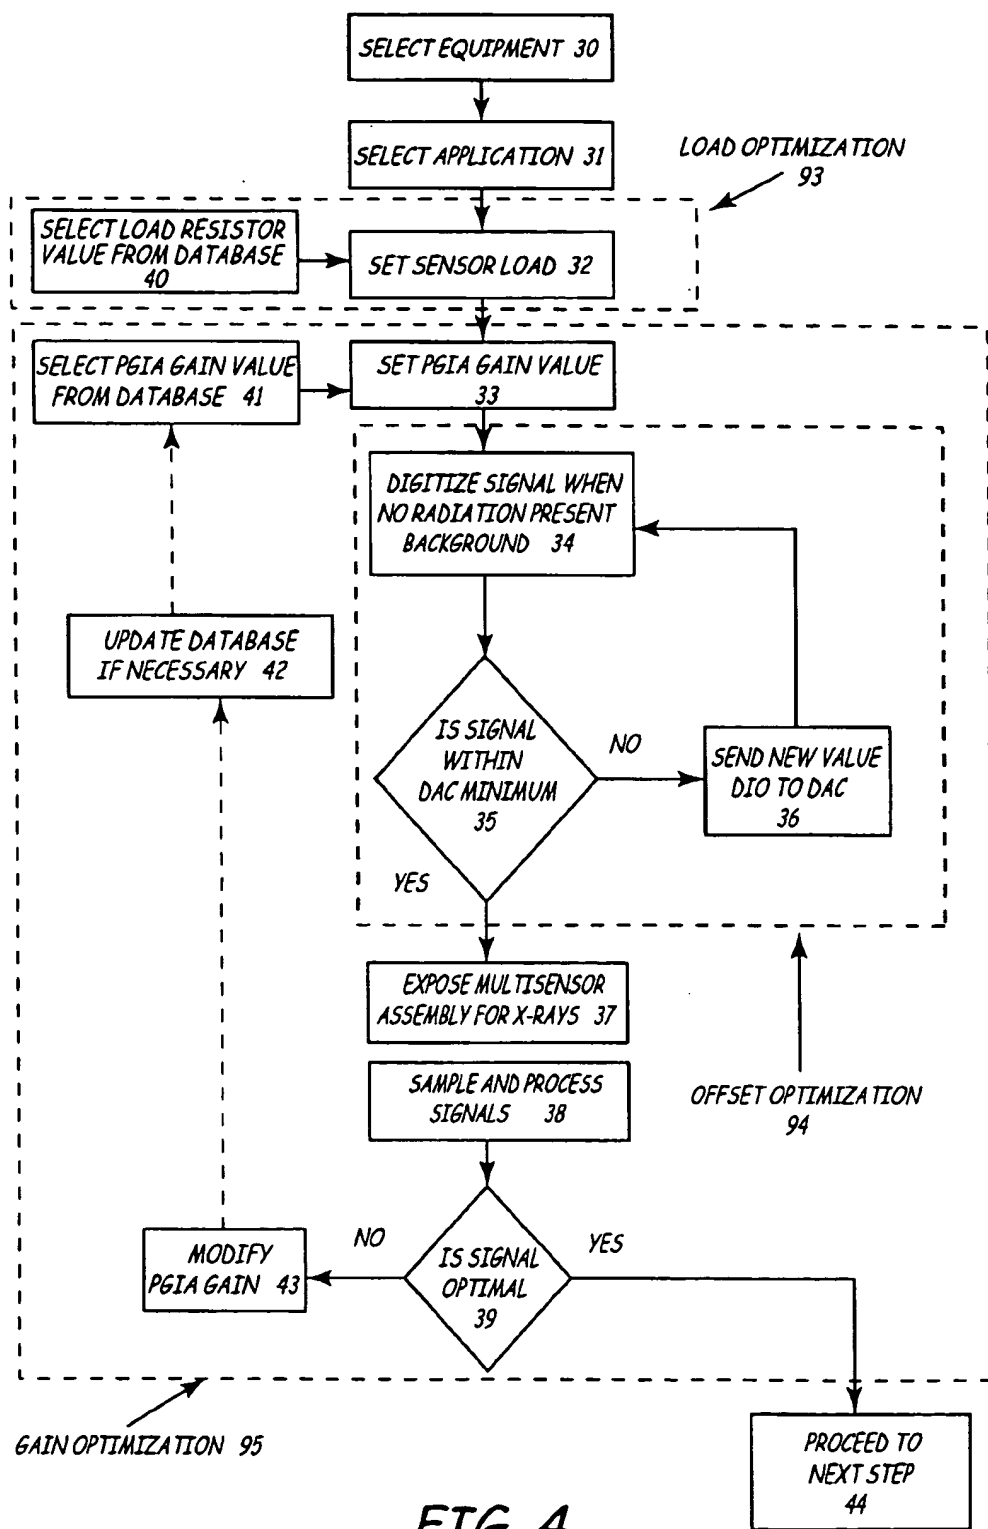 SELECT EQUIPMENT 30
SELECT APPLICATION 31
LOAD OPTIMIZATION
93
SELECT LOAD RESISTOR
VALUE FROM DATABASE
40
SET SENSOR LOAD 32
SELECT PGIA GAIN VALUE
FROM DATABASE 41
SET PGIA GAIN VALUE
33
DIGITIZE SIGNAL WHEN
NO RADIATION PRESENT
BACKGROUND 34
UPDATE DATABASE
IF NECESSARY 42
IS SIGNAL
WITHIN
DAC MINIMUM
35
NO
SEND NEW VALUE
DIO TO DAC
36
YES
EXPOSE MULTISENSOR
ASSEMBLY FOR X-RAYS 37
SAMPLE AND PROCESS
SIGNALS 38
OFFSET OPTIMIZATION
94
MODIFY
PGIA GAIN 43
NO
IS SIGNAL
OPTIMAL
39
YES
GAIN OPTIMIZATION 95
PROCEED TO
NEXT STEP
44
FIG. 4